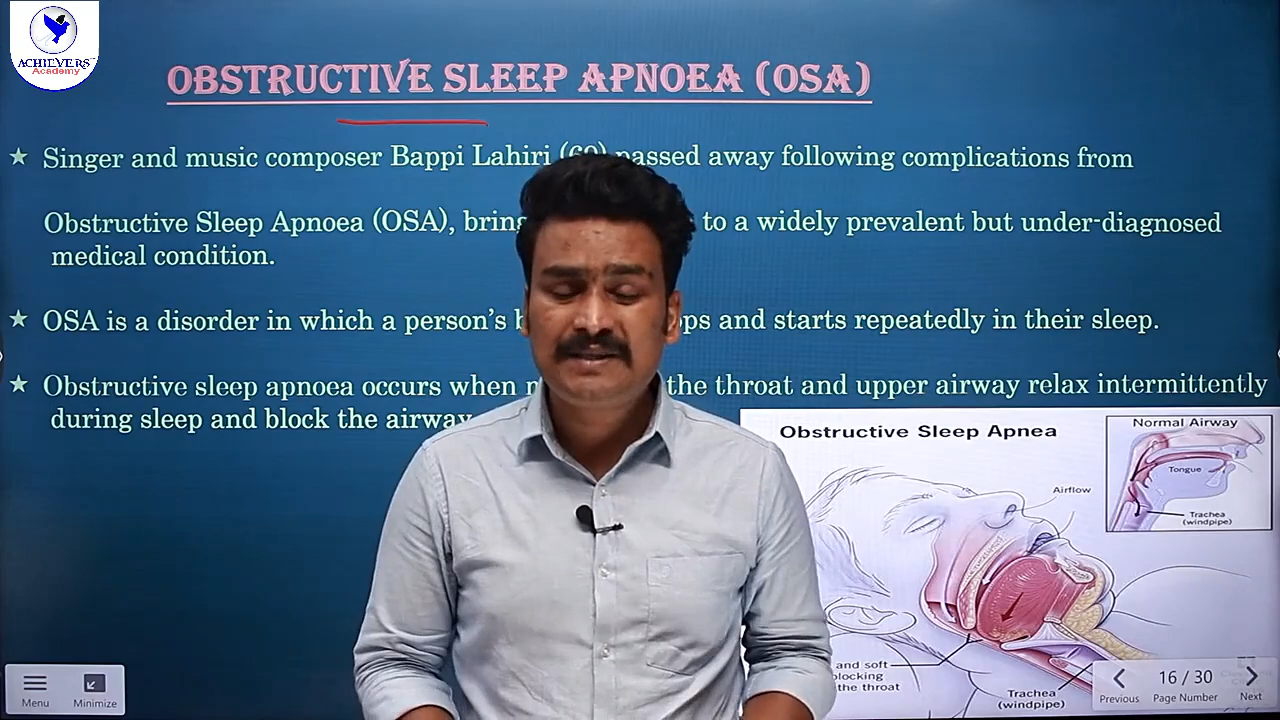 ACHIEVERS
Academy
OBSTRUCTIVE SLEEP APNOEA (OSA)
★ Singer and music composer Bappi Lahiri passed away following complications from
Obstructive Sleep Apnoea (OSA), to a widely prevalent but under-diagnosed
medical condition.
★ OSA is a disorder in which a person's and starts repeatedly in their sleep.
★ Obstructive sleep apnoea occurs when the throat and upper airway relax intermittently
during sleep and block the airway
Obstructive Sleep Apnea
Normal Airway
Tongue
Trachea
(windpipe)
Airflow
and soft
the throat
Trachea
(windpipe)
Menu
Minimize
Previous
16 / 30
Page Number
Next